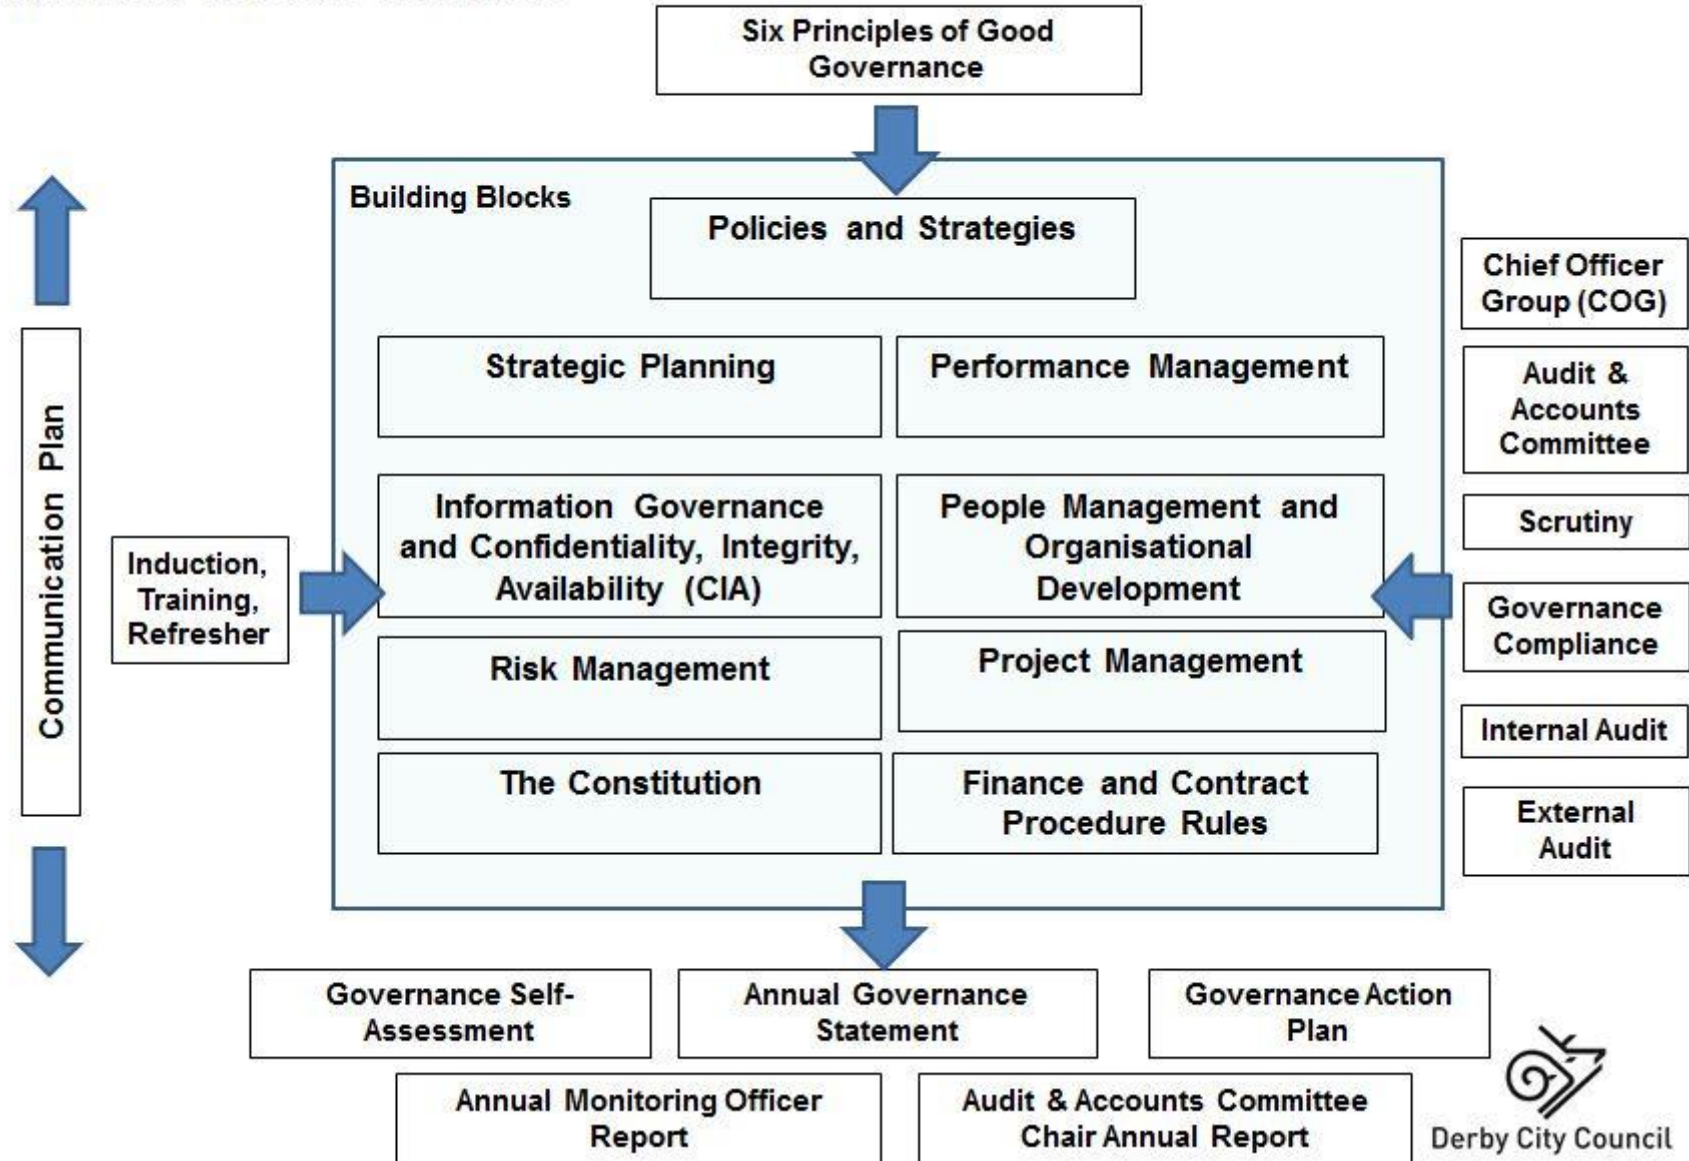 Six Principles of Good
Governance
Building Blocks
Policies and Strategies
Strategic Planning
Performance Management
Information Governance
and Confidentiality, Integrity,
Availability (CIA)
People Management and
Organisational
Development
Risk Management
Project Management
The Constitution
Finance and Contract
Procedure Rules
Communication Plan
Induction,
Training,
Refresher
Chief Officer
Group (COG)
Audit &
Accounts
Committee
Scrutiny
Governance
Compliance
Internal Audit
External
Audit
Governance Self-
Assessment
Annual Governance
Statement
Governance Action
Plan
Annual Monitoring Officer
Report
Audit & Accounts Committee
Chair Annual Report
Derby City Council